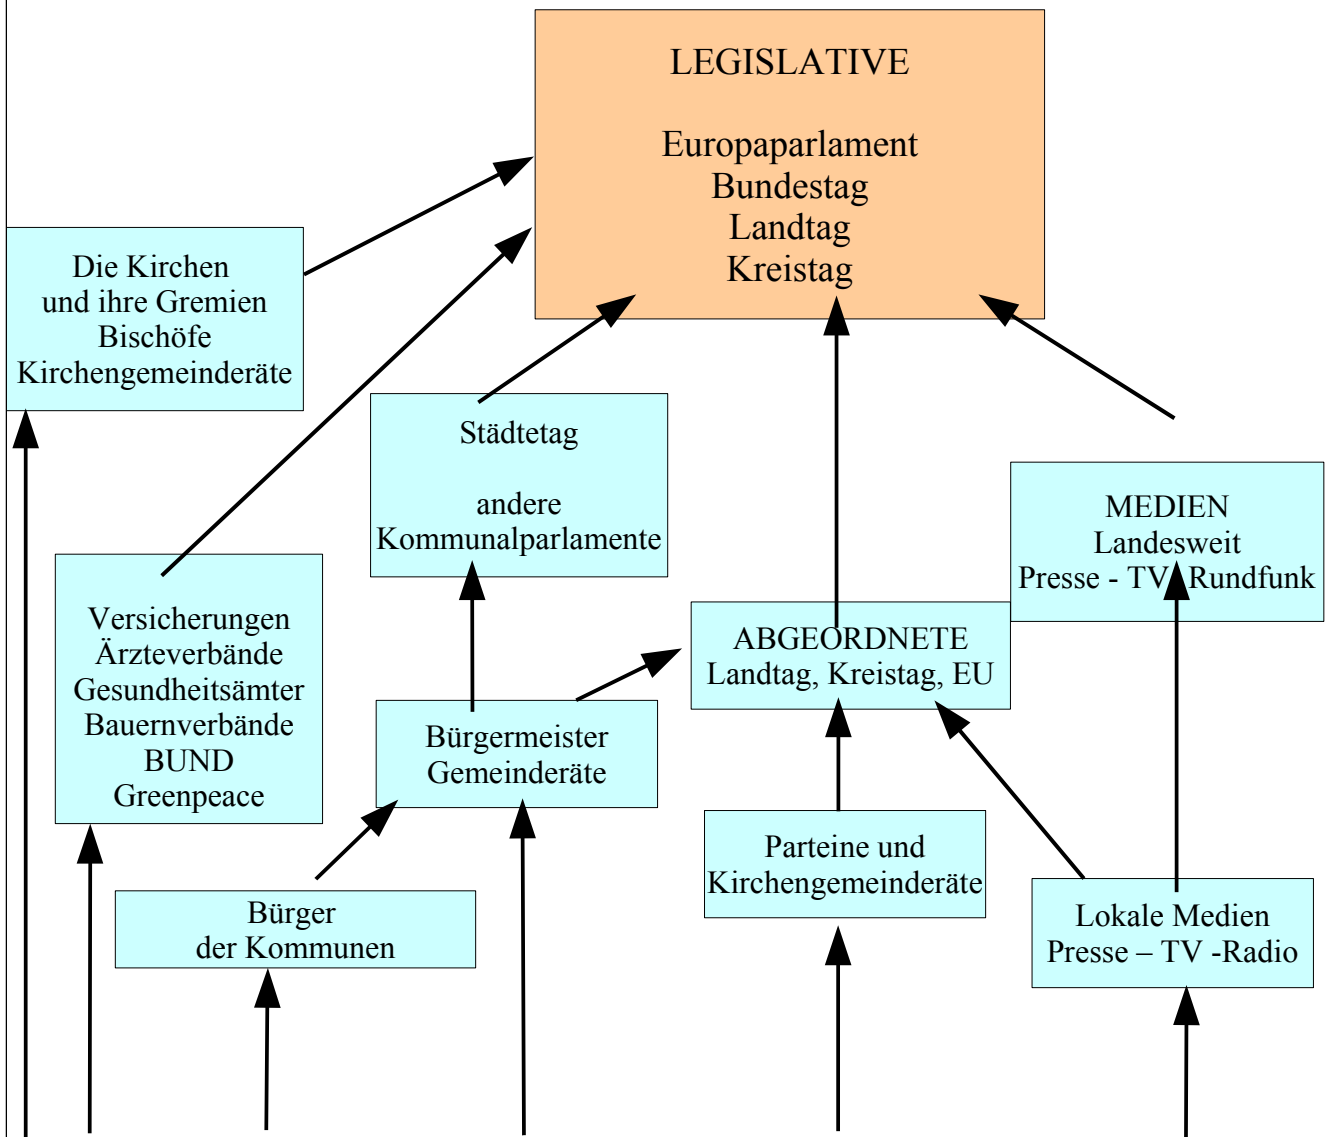 LEGISLATIVE
Europaparlament
Bundestag
Landtag
Kreistag
Die Kirchen
und ihre Gremien
Bischöfe
Kirchengemeinderäte
Städtetag
andere
Kommunalparlamente
MEDIEN
Landesweit
Presse - TV Rundfunk
Versicherungen
Ärzteverbände
Gesundheitsämter
Bauernverbände
BUND
Greenpeace
ABGEORDNETE
Landtag, Kreistag, EU
Bürgermeister
Gemeinderäte
Parteine und
Kirchengemeinderäte
Bürger
der Kommunen
Lokale Medien
Presse – TV -Radio